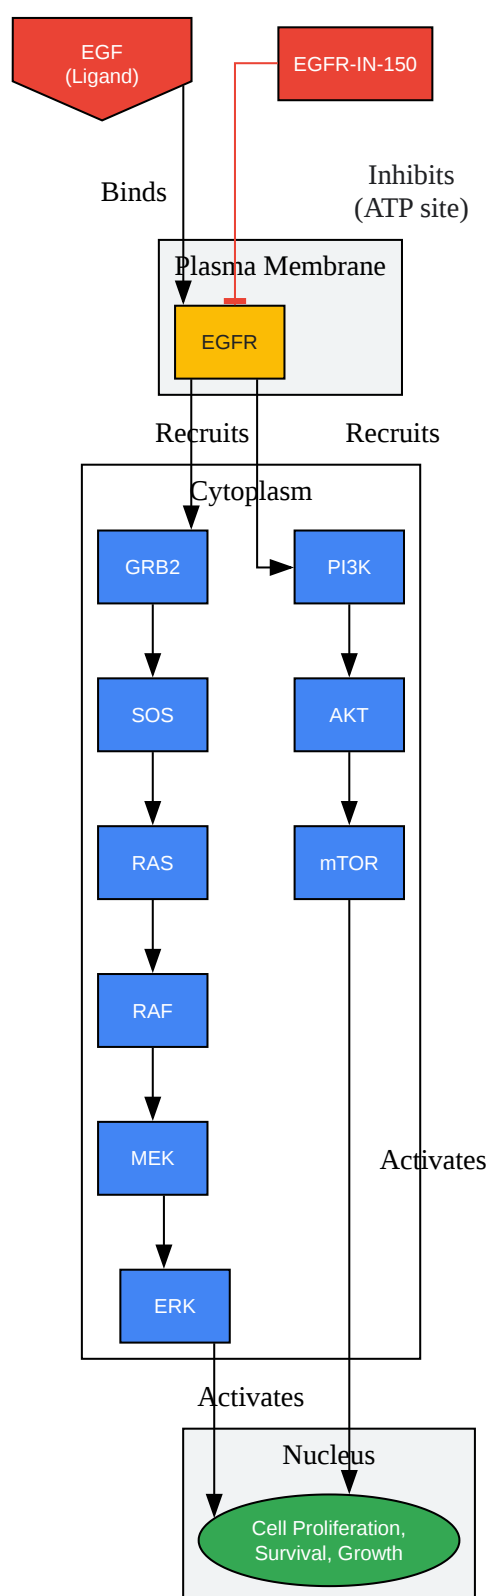 EGF
(Ligand)
EGFR-IN-150
Binds
Inhibits
(ATP site)
Plasma Membrane
EGFR
Recruits
Recruits
Cytoplasm
GRB2
PI3K
SOS
AKT
RAS
mTOR
RAF
MEK
Activates
ERK
Activates
Nucleus
Cell Proliferation,
Survival, Growth